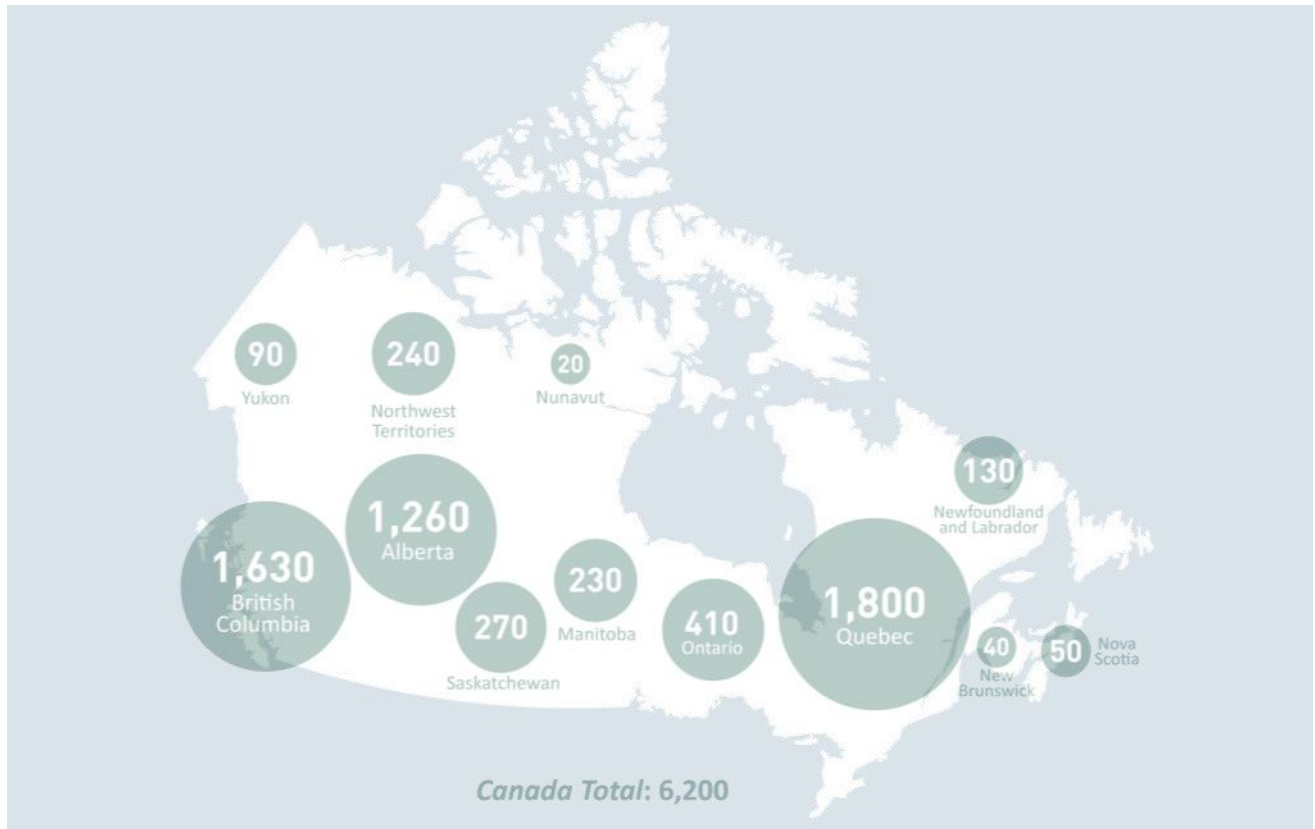 90
Yukon
240
Northwest
Territories
20
Nunavut
130
Newfoundland
and Labrador
1,260
Alberta
1,630
British
Columbia
270
Saskatchewan
230
Manitoba
410
Ontario
1,800
Quebec
40
New
Brunswick
50
Nova
Scotia
Canada Total: 6,200